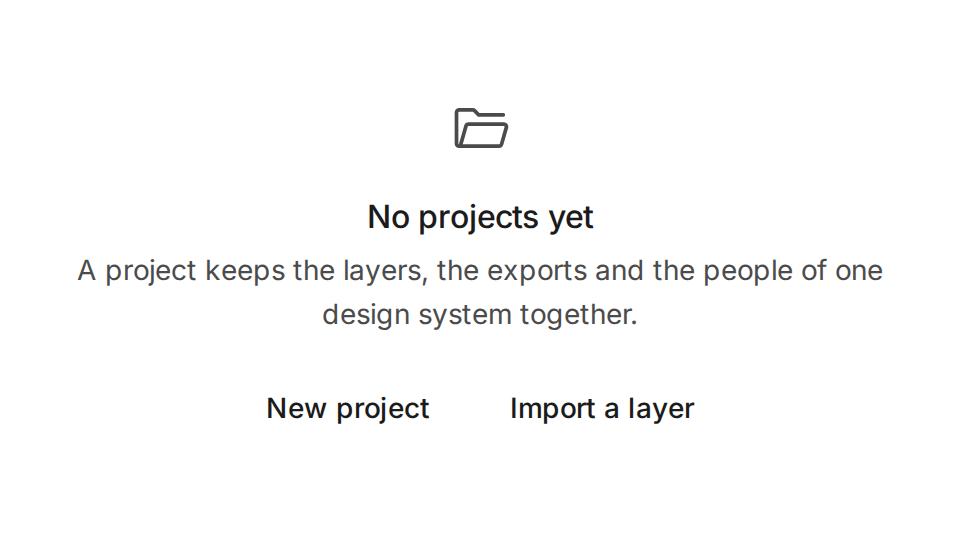 No projects yet
A project keeps the layers, the exports and the people of one
design system together.
New project
Import a layer